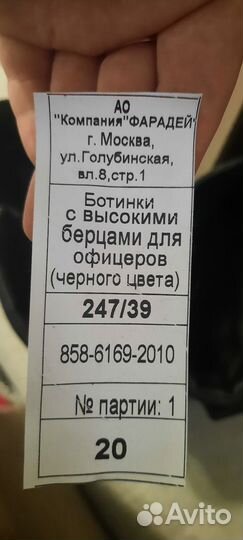 АО
"Компания"ФАРАДЕЙ"
г. Москва,
ул.Голубинская,
вл.8,стр.1
Ботинки
с высокими
берцами для
офицеров
(черного цвета)
247/39
858-6169-2010
№ партии: 1
20
Avito